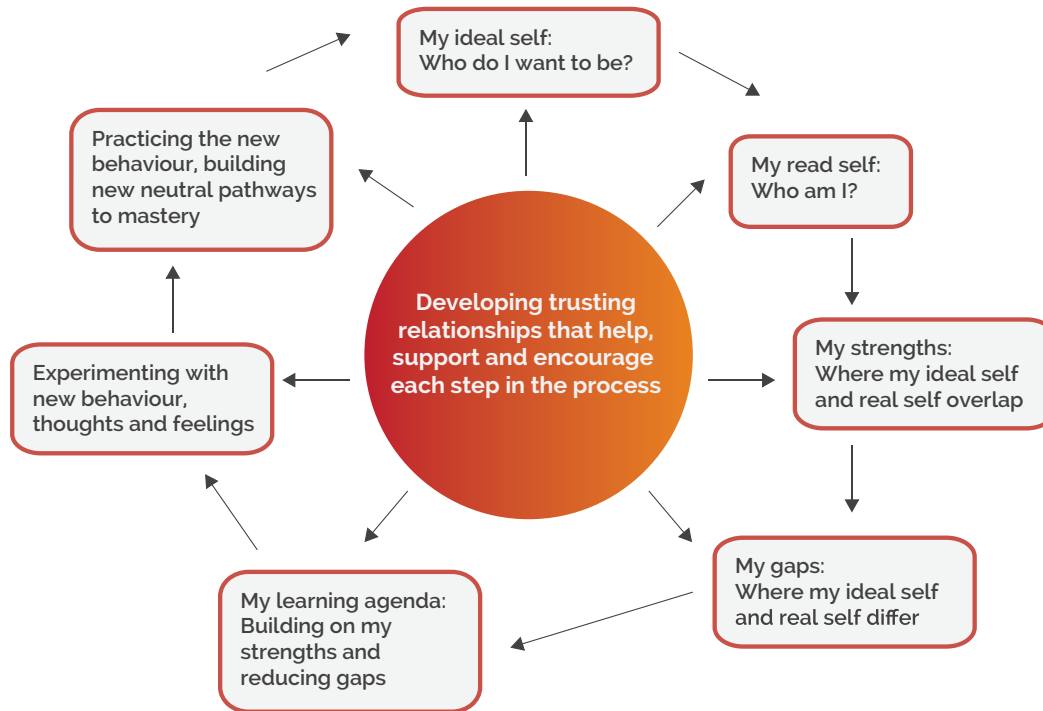 My ideal self:
Who do I want to be?
My read self:
Who am I?
My strengths:
Where my ideal self
and real self overlap
My gaps:
Where my ideal self
and real self differ
My learning agenda:
Building on my
strengths and
reducing gaps
Experimenting with
new behaviour,
thoughts and feelings
Practicing the new
behaviour, building
new neutral pathways
to mastery
Developing trusting
relationships that help,
support and encourage
each step in the process